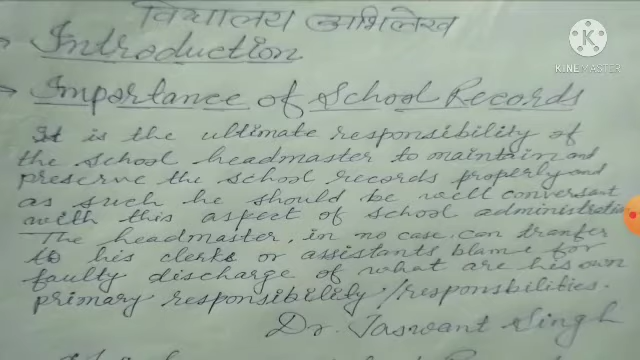 विद्यालय अभिलेख
Introduction
Importance of School Records
It is the ultimate responsibility of
the school headmaster to maintain and
preserve the school records properly and
as such he should be well conversant
with this aspect of school administration
The headmaster, in no case, can tranfer
to his clerks or assistants blame for
faulty discharge of what are his own
primary responsibility/responsbilities.
Dr. Jaswant Singh
KINEMASTER